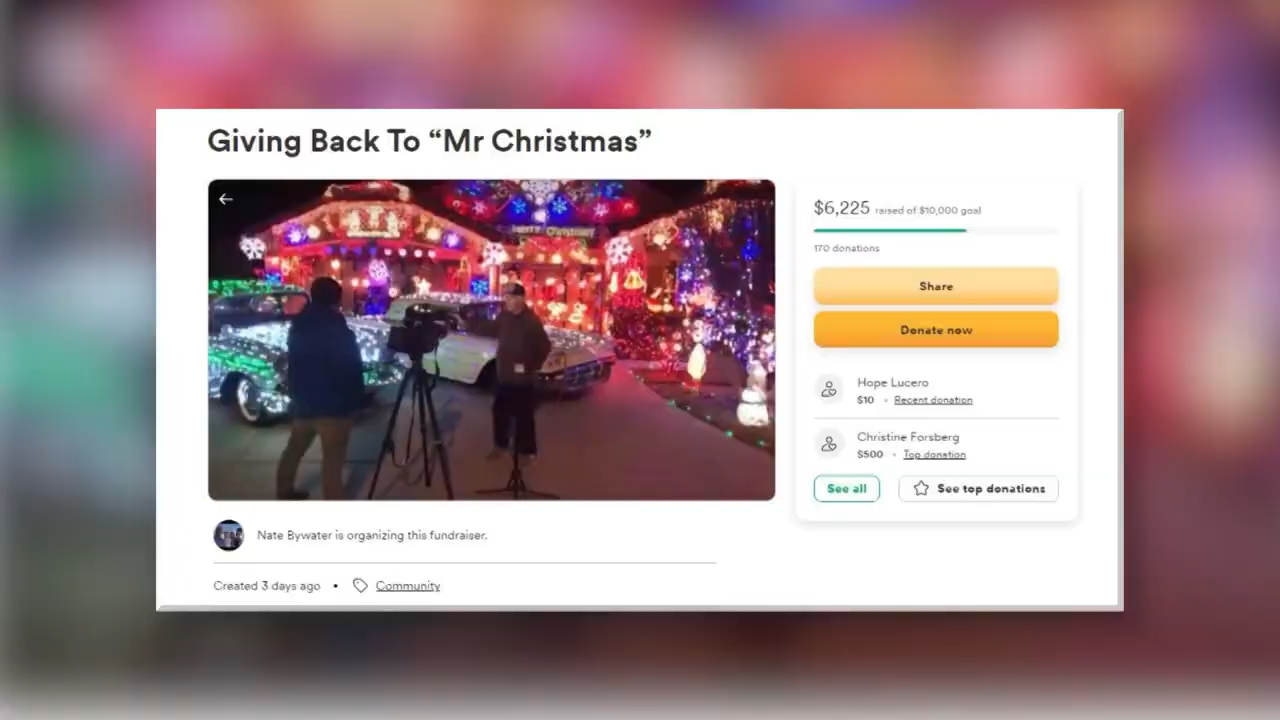 Giving Back To “Mr Christmas”
Merry Christmas
$6,225 raised of $10,000 goal
170 donations
Share
Donate now
Hope Lucero
$10 • Recent donation
Christine Forsberg
$500 • Top donation
See all
See top donations
Nate Bywater is organizing this fundraiser.
Created 3 days ago • Community